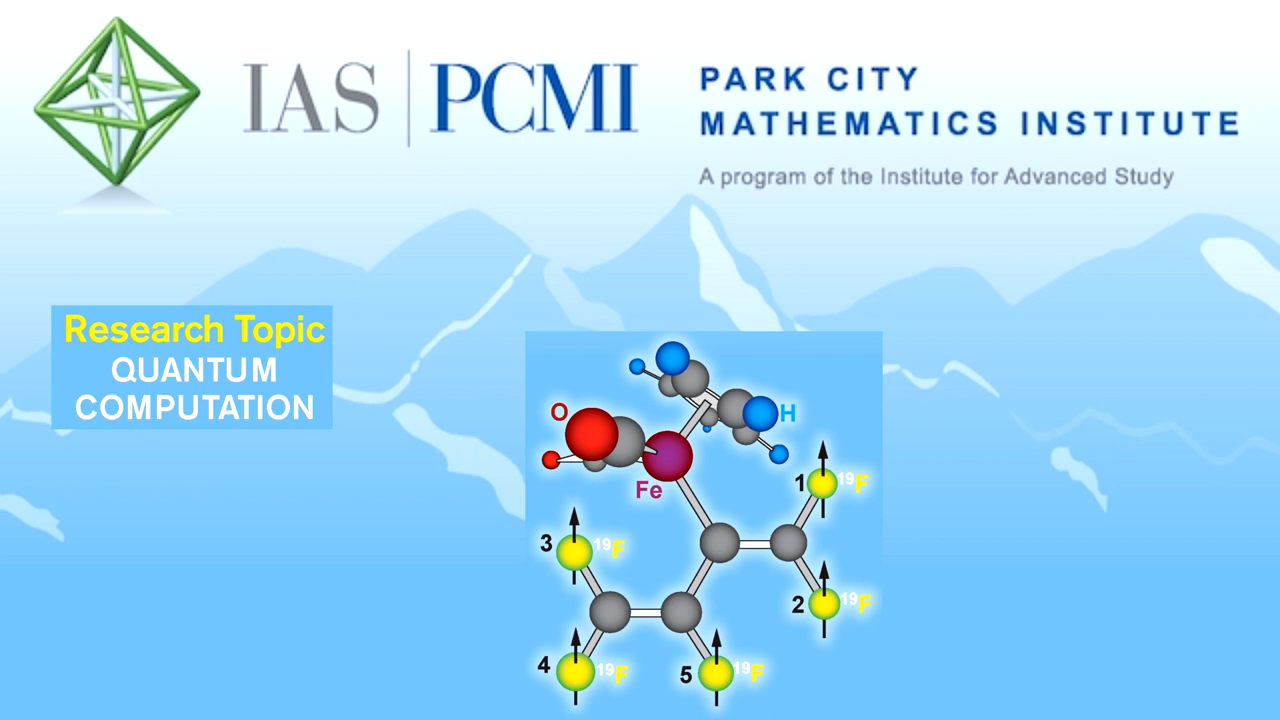 IAS | PCMI
PARK CITY
MATHEMATICS INSTITUTE
A program of the Institute for Advanced Study
Research Topic
QUANTUM
COMPUTATION
O
H
Fe
1 19F
3 19F
2 19F
4 19F
5 19F